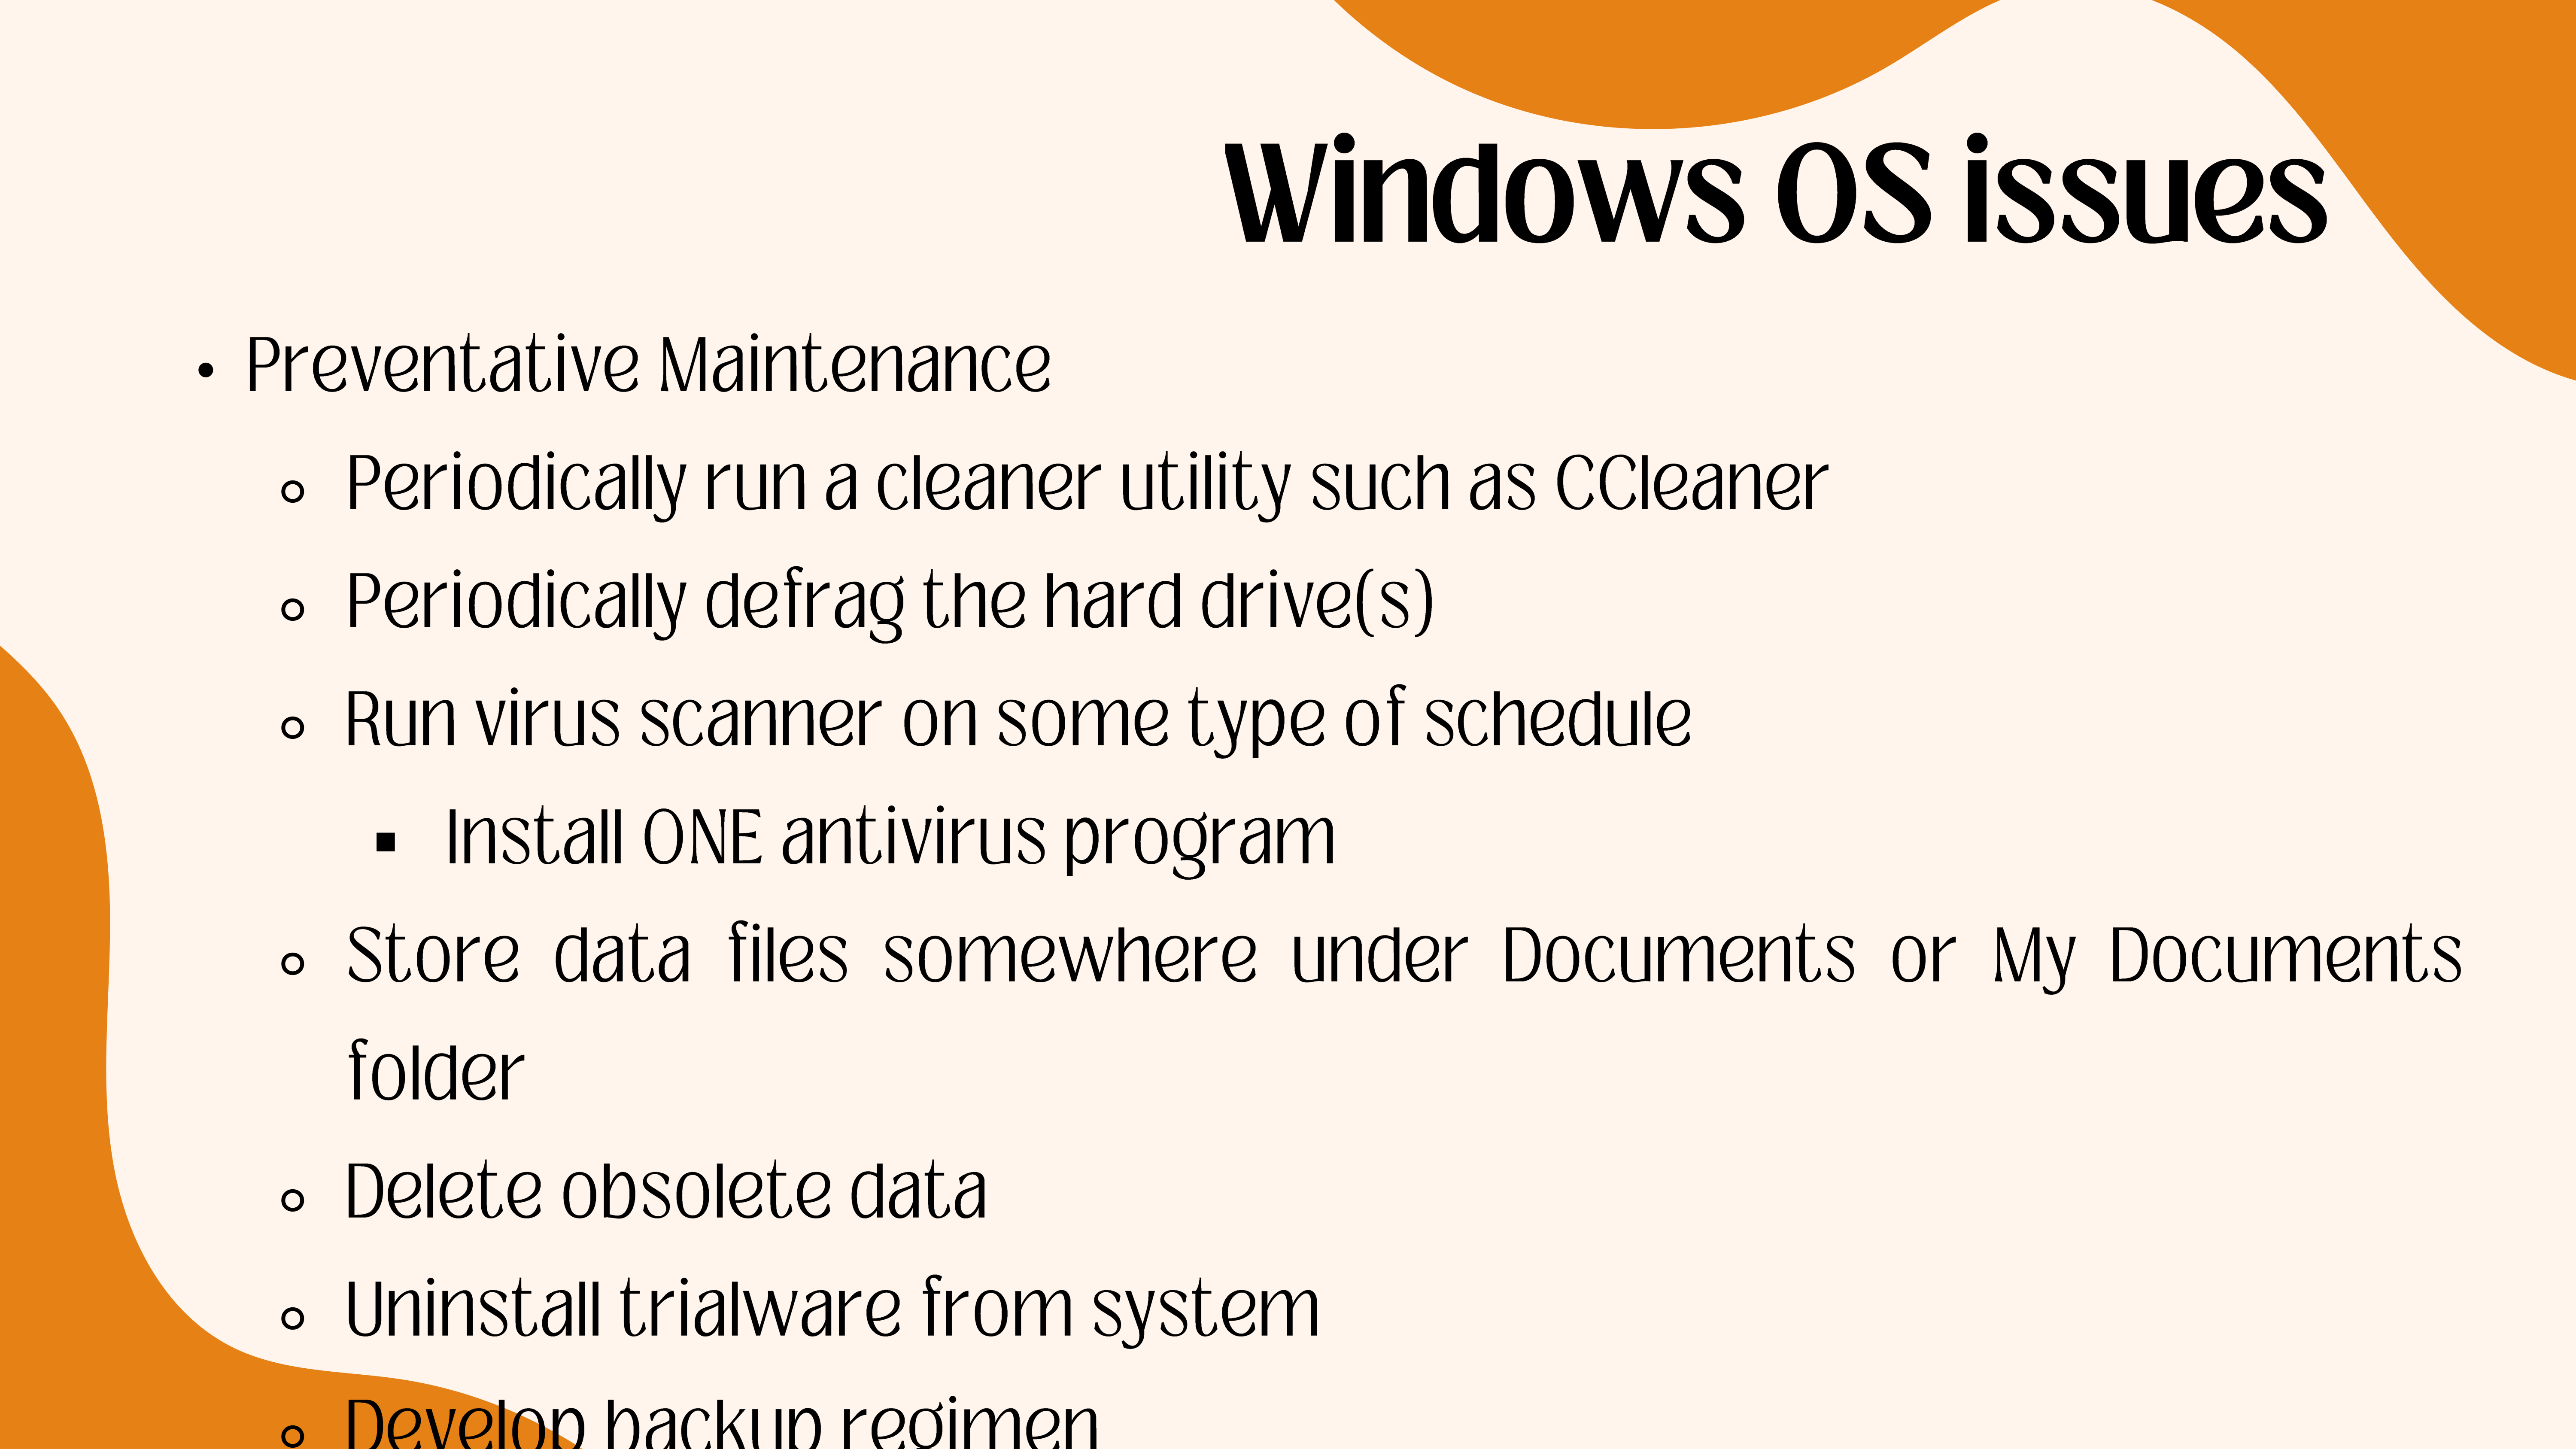 Windows OS issues
• Preventative Maintenance
○ Periodically run a cleaner utility such as CCleaner
○ Periodically defrag the hard drive(s)
○ Run virus scanner on some type of schedule
▪ Install ONE antivirus program
○ Store data files somewhere under Documents or My Documents
folder
○ Delete obsolete data
○ Uninstall trialware from system
○ Develop backup regimen